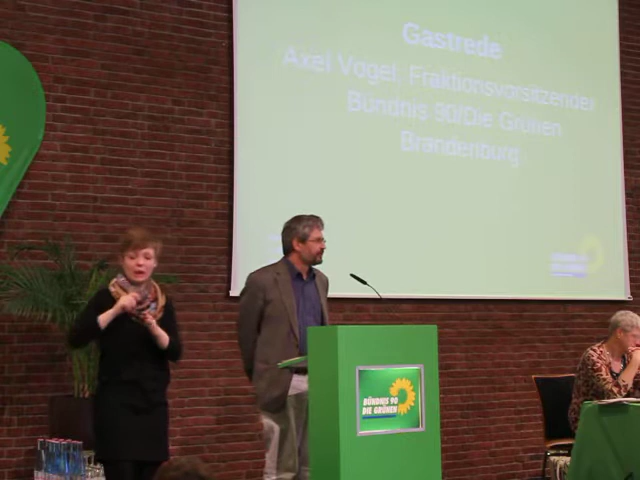 Gastrede
Axel Vogel, Fraktionsvorsitzender
Bündnis 90/Die Grünen
Brandenburg
BÜNDNIS 90
DIE GRÜNEN